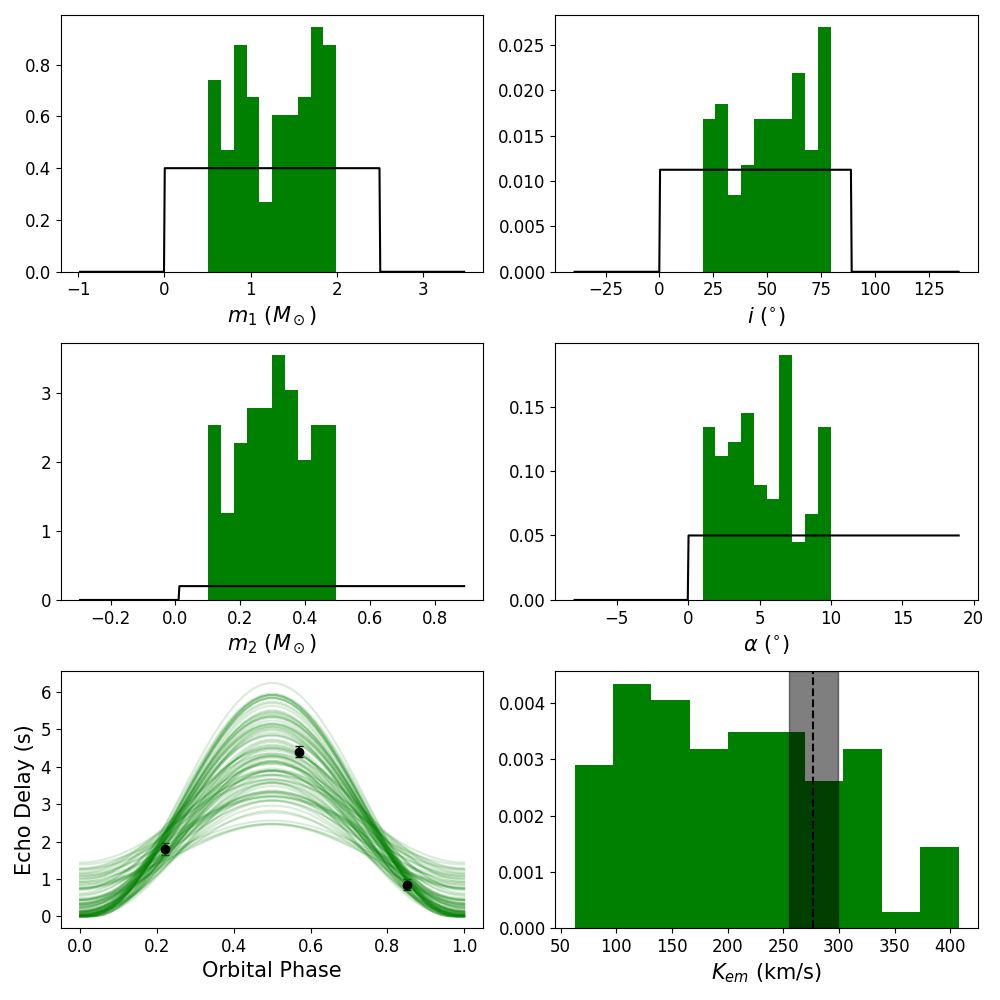 0.8
0.6
0.4
0.2
0.0
−1 0 1 2 3
m₁ (M⊙)
0.025
0.020
0.015
0.010
0.005
0.000
−25 0 25 50 75 100 125
i (°)
3
2
1
0
−0.2 0.0 0.2 0.4 0.6 0.8
m₂ (M⊙)
0.15
0.10
0.05
0.00
−5 0 5 10 15 20
α (°)
Echo Delay (s)
6
5
4
3
2
1
0
0.0 0.2 0.4 0.6 0.8 1.0
Orbital Phase
0.004
0.003
0.002
0.001
0.000
50 100 150 200 250 300 350 400
Kₑₘ (km/s)